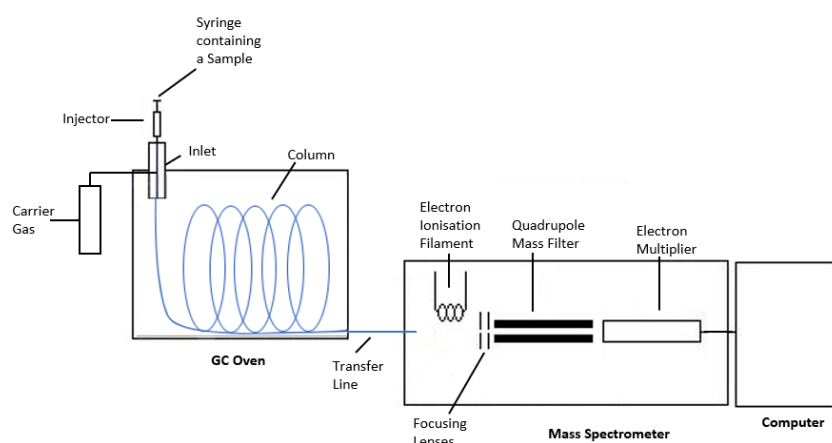 Syringe
containing
a Sample
Injector
Inlet
Column
Carrier
Gas
Electron
Ionisation
Filament
Quadrupole
Mass Filter
Electron
Multiplier
GC Oven
Transfer
Line
Focusing
Lenses
Mass Spectrometer
Computer